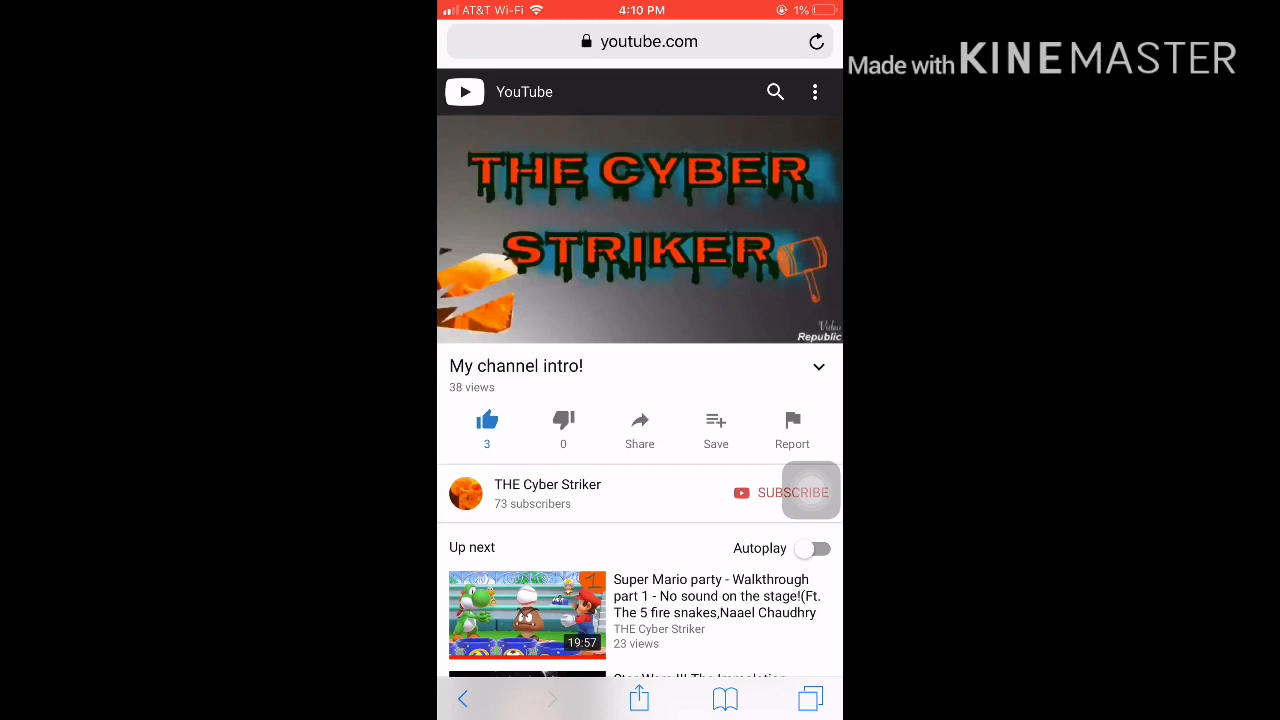 AT&T Wi-Fi 4:10 PM 1%
youtube.com
Made with KINEMASTER
YouTube
THE CYBER
STRIKER
Video
Republic
My channel intro!
38 views
3 0 Share Save Report
THE Cyber Striker
73 subscribers
SUBSCRIBE
Up next Autoplay
Super Mario party - Walkthrough
part 1 - No sound on the stage!(Ft.
The 5 fire snakes,Naael Chaudhry
THE Cyber Striker
23 views
19:57